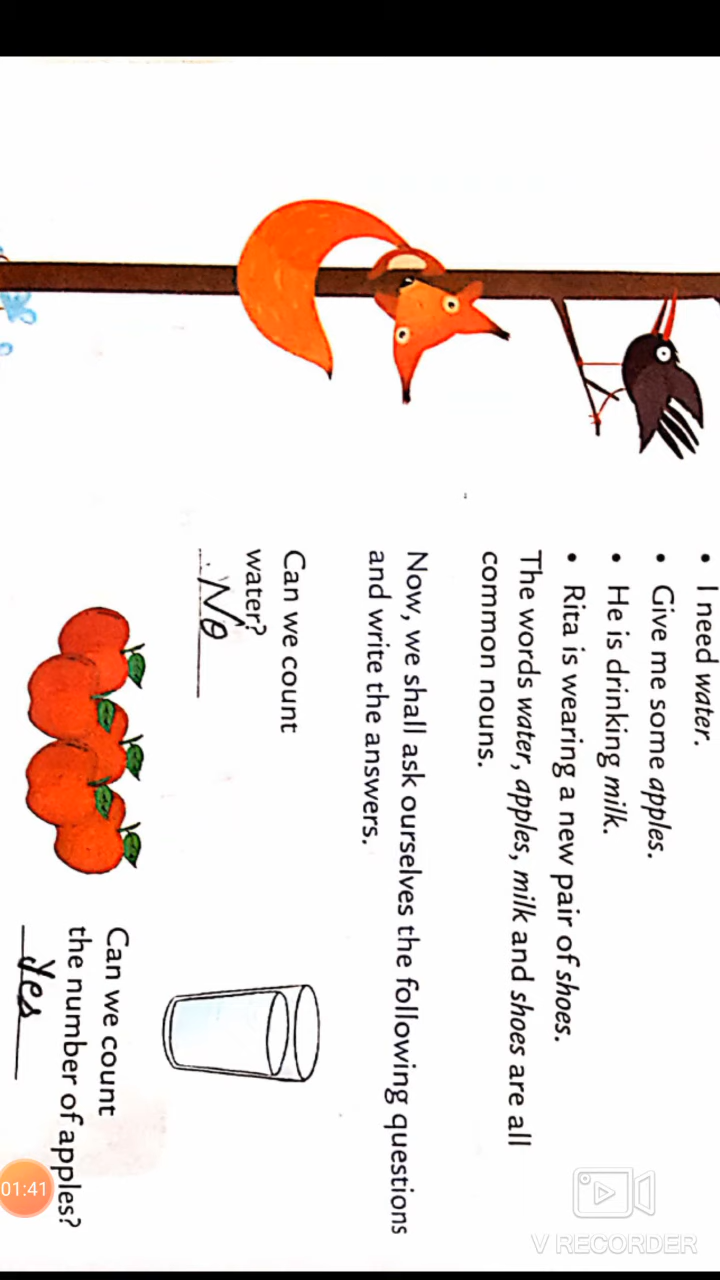 • I need water.
• Give me some apples.
• He is drinking milk.
• Rita is wearing a new pair of shoes.
The words water, apples, milk and shoes are all
common nouns.
Now, we shall ask ourselves the following questions
and write the answers.
Can we count
water?
No
Can we count
the number of apples?
Yes
01:41
V RECORDER